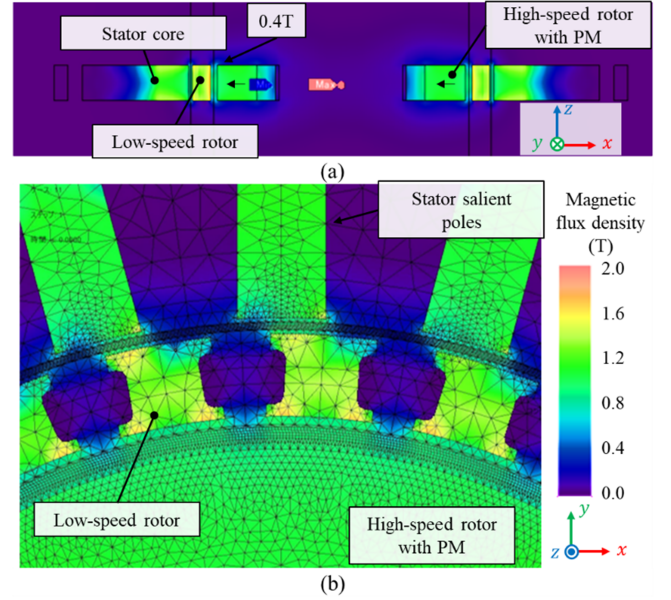 0.4T
High-speed rotor
with PM
Stator core
Max
Low-speed rotor
z
y
x
(a)
Stator salient
poles
Magnetic
flux density
(T)
2.0
1.6
1.2
0.8
0.4
0.0
Low-speed rotor
High-speed rotor
with PM
y
z
x
(b)